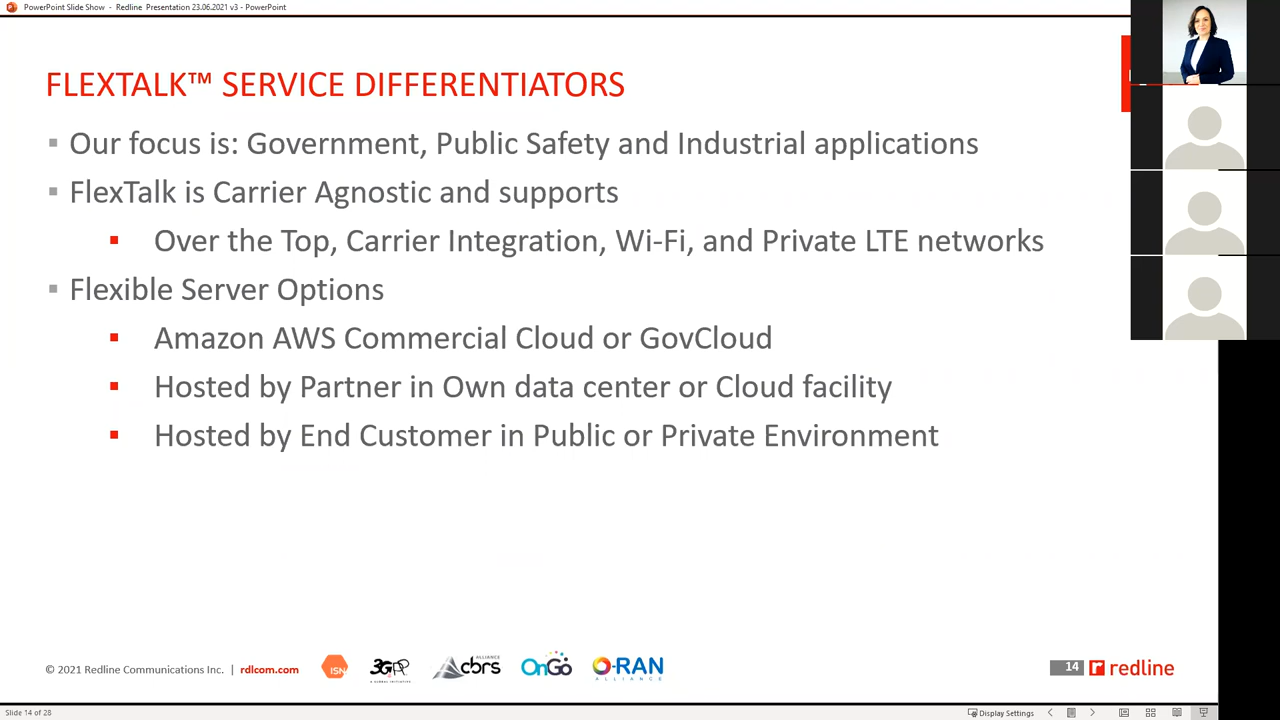 PowerPoint Slide Show - Redline Presentation 23.06.2021 v3 - PowerPoint
FLEXTALK™ SERVICE DIFFERENTIATORS
Our focus is: Government, Public Safety and Industrial applications
FlexTalk is Carrier Agnostic and supports
Over the Top, Carrier Integration, Wi-Fi, and Private LTE networks
Flexible Server Options
Amazon AWS Commercial Cloud or GovCloud
Hosted by Partner in Own data center or Cloud facility
Hosted by End Customer in Public or Private Environment
© 2021 Redline Communications Inc. | rdlcom.com
ISN
3GPP
A GLOBAL INITIATIVE
cbrs
ALLIANCE
OnGo
O-RAN
ALLIANCE
14
redline
Slide 14 of 28
Display Settings